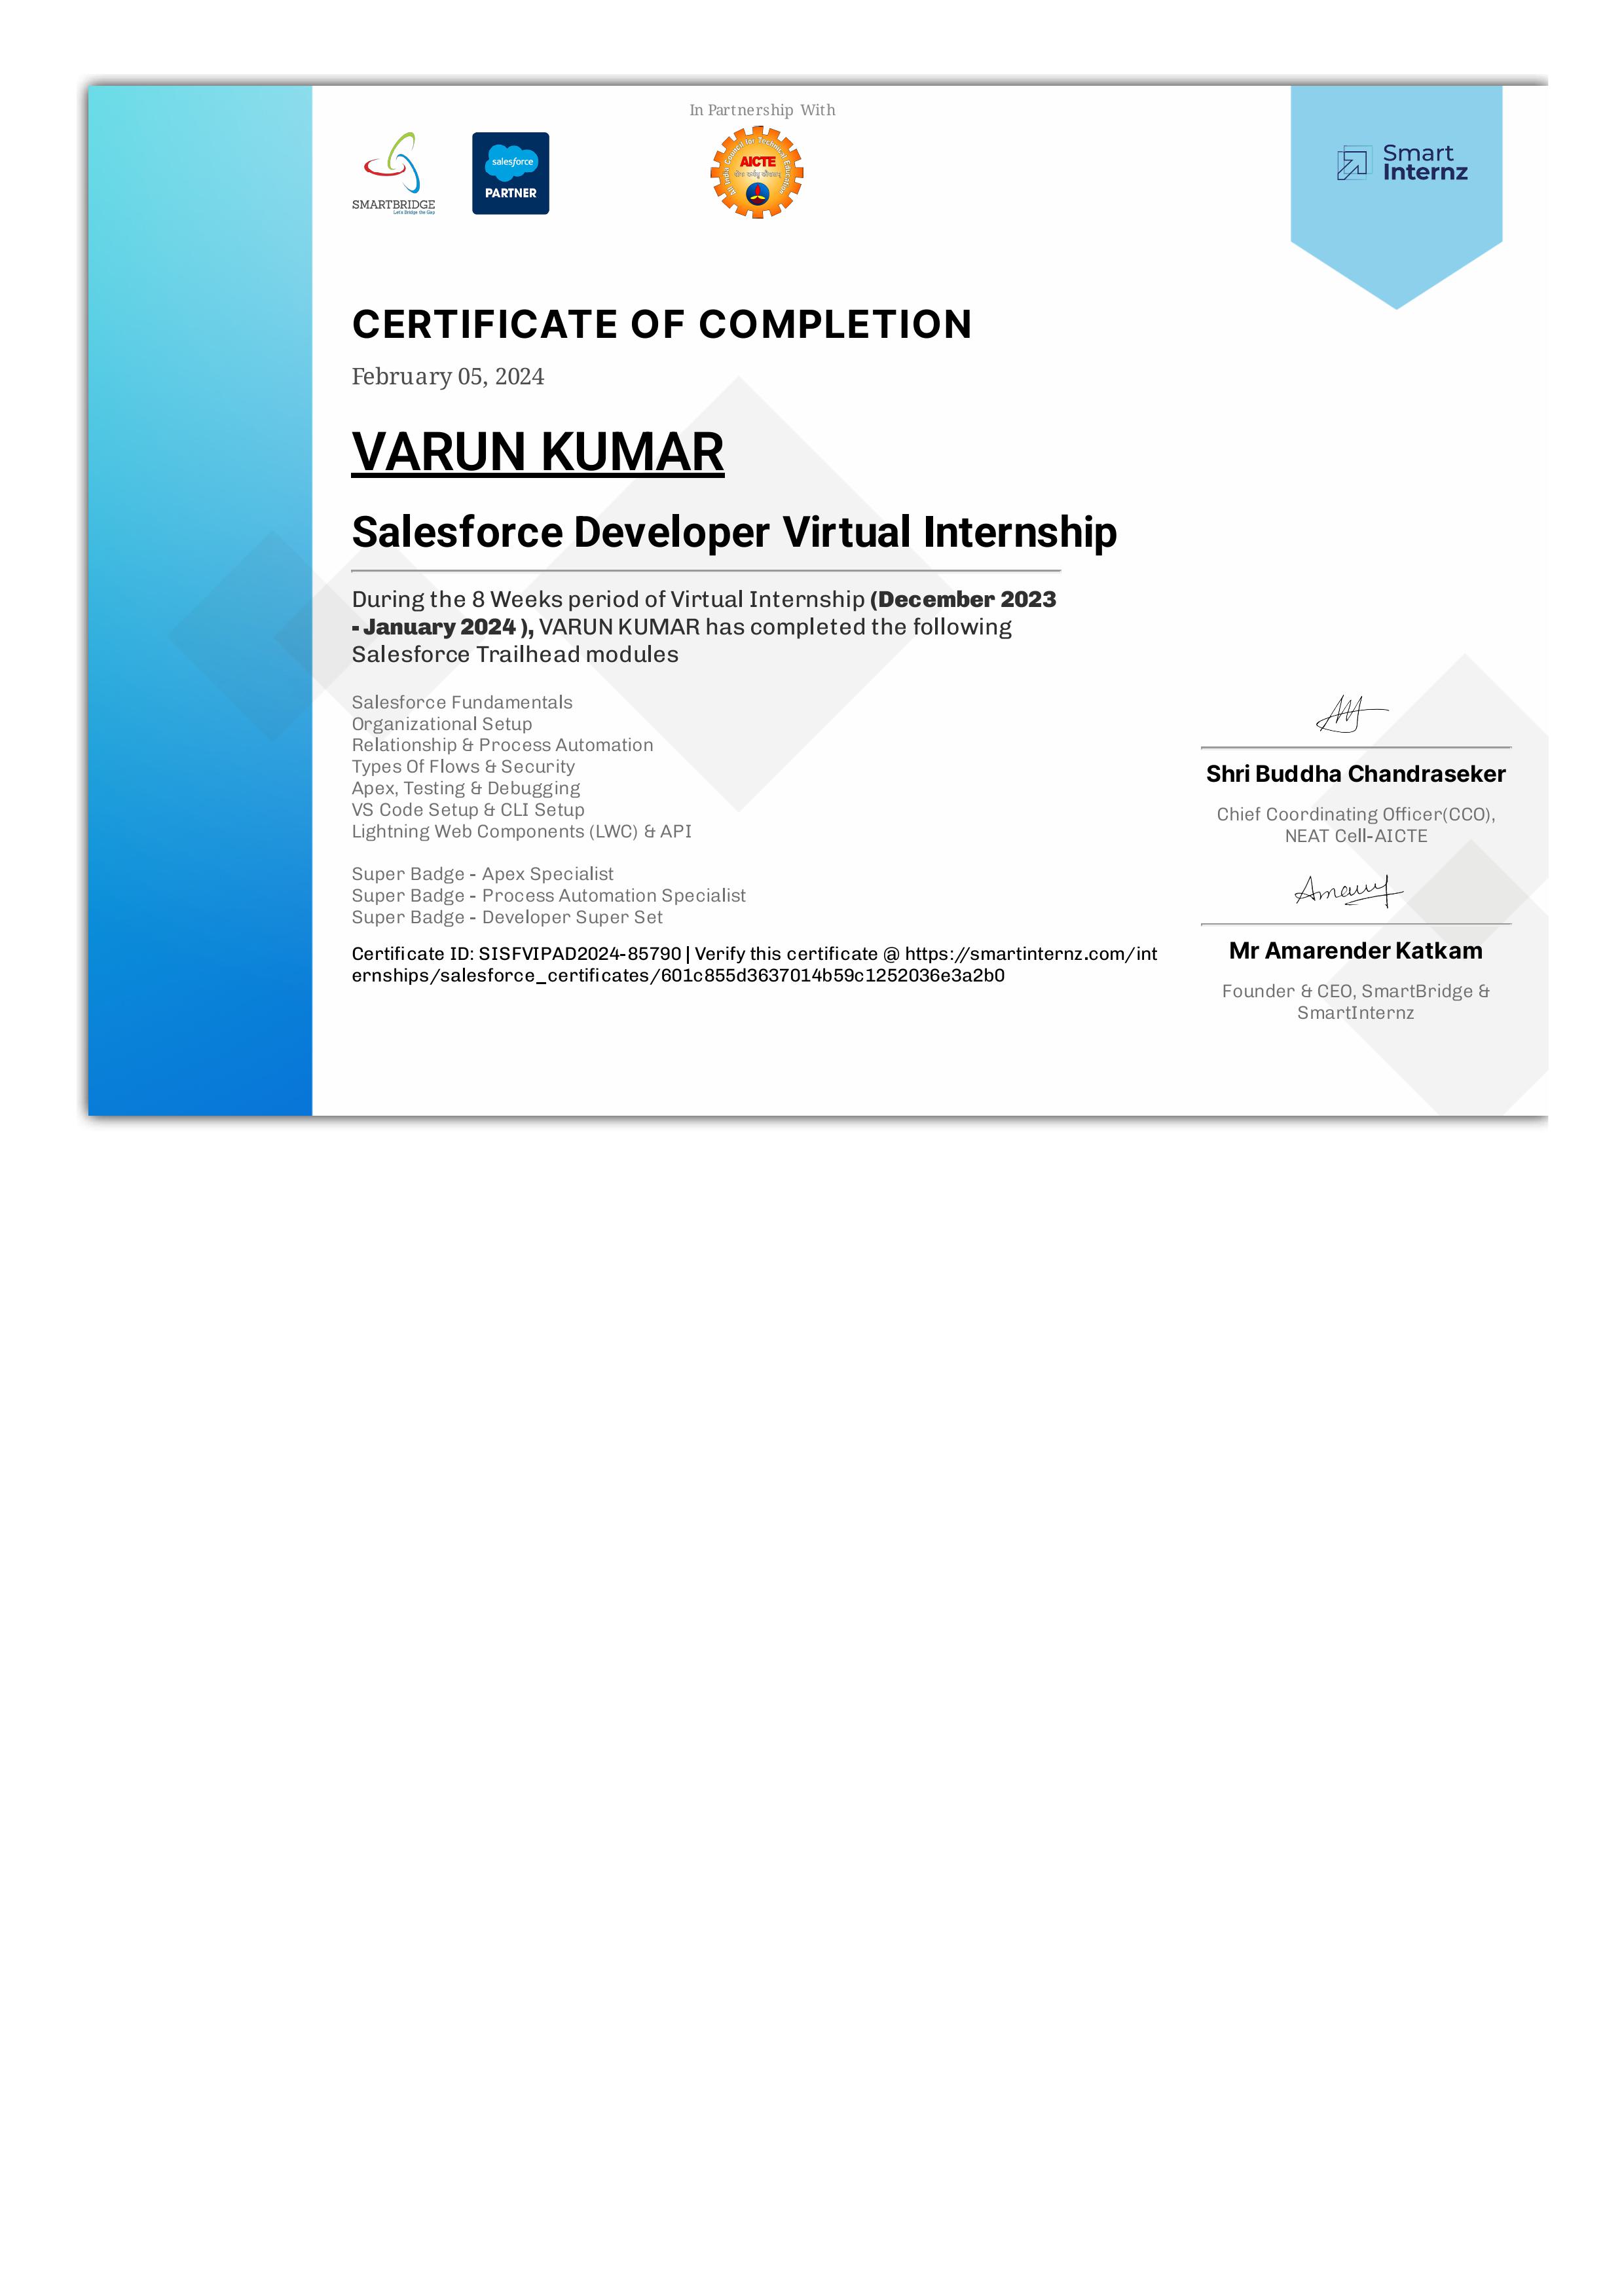 In Partnership With
SMARTBRIDGE
Let's Bridge the Gap
salesforce
PARTNER
All India Council for Technical Education
AICTE
Smart
Internz
CERTIFICATE OF COMPLETION
February 05, 2024
VARUN KUMAR
Salesforce Developer Virtual Internship
During the 8 Weeks period of Virtual Internship (December 2023
- January 2024 ), VARUN KUMAR has completed the following
Salesforce Trailhead modules
Salesforce Fundamentals
Organizational Setup
Relationship & Process Automation
Types Of Flows & Security
Apex, Testing & Debugging
VS Code Setup & CLI Setup
Lightning Web Components (LWC) & API
Super Badge - Apex Specialist
Super Badge - Process Automation Specialist
Super Badge - Developer Super Set
Certificate ID: SISFVIPAD2024-85790 | Verify this certificate @ https://smartinternz.com/int
ernships/salesforce_certificates/601c855d3637014b59c1252036e3a2b0
Shri Buddha Chandraseker
Chief Coordinating Officer(CCO),
NEAT Cell-AICTE
Mr Amarender Katkam
Founder & CEO, SmartBridge &
SmartInternz